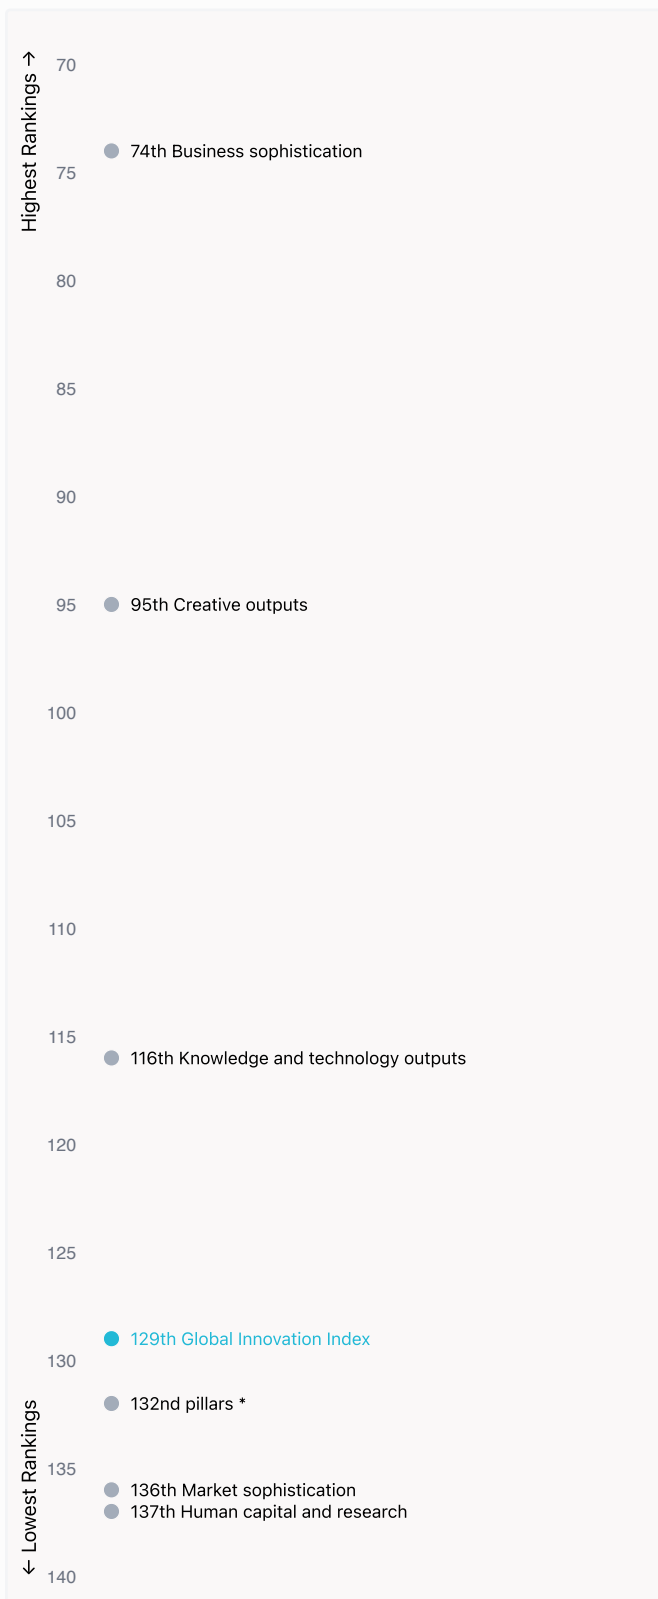 Highest Rankings →
70
74th Business sophistication
75
80
85
90
95
95th Creative outputs
100
105
110
115
116th Knowledge and technology outputs
120
125
129th Global Innovation Index
130
132nd pillars *
← Lowest Rankings
135
136th Market sophistication
137th Human capital and research
140